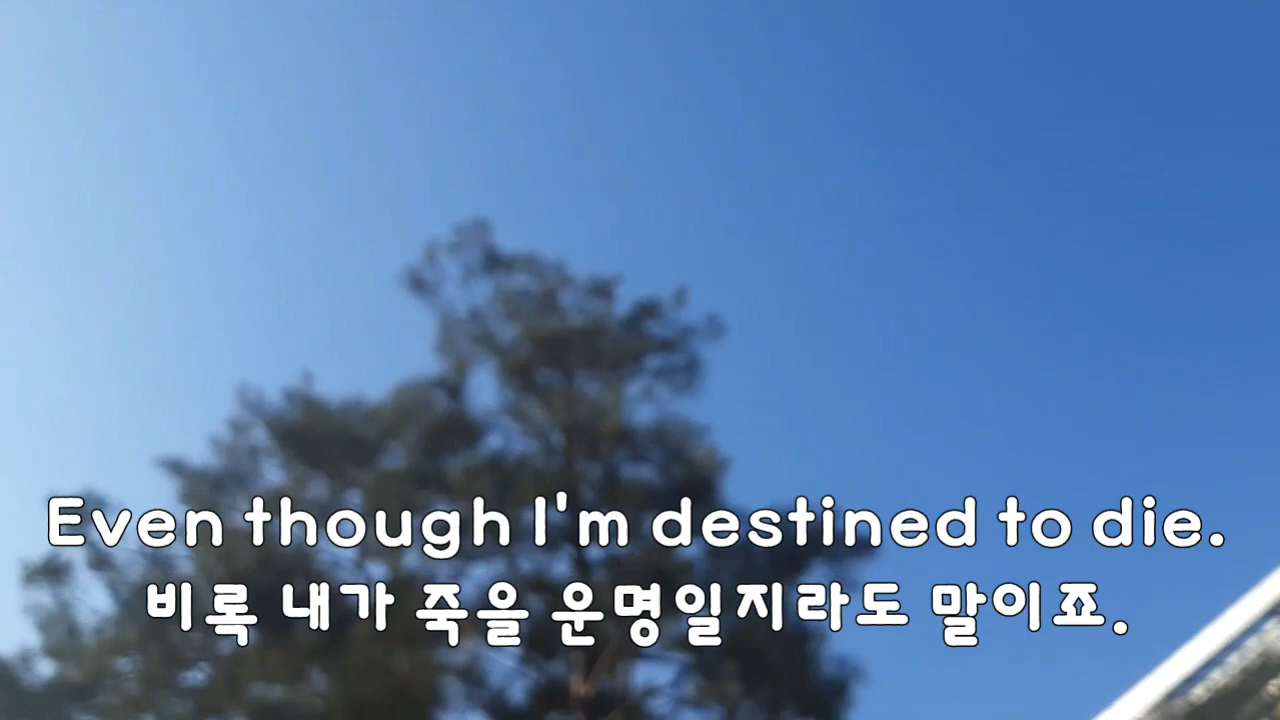 Even though I'm destined to die.
비록 내가 죽을 운명일지라도 말이죠.